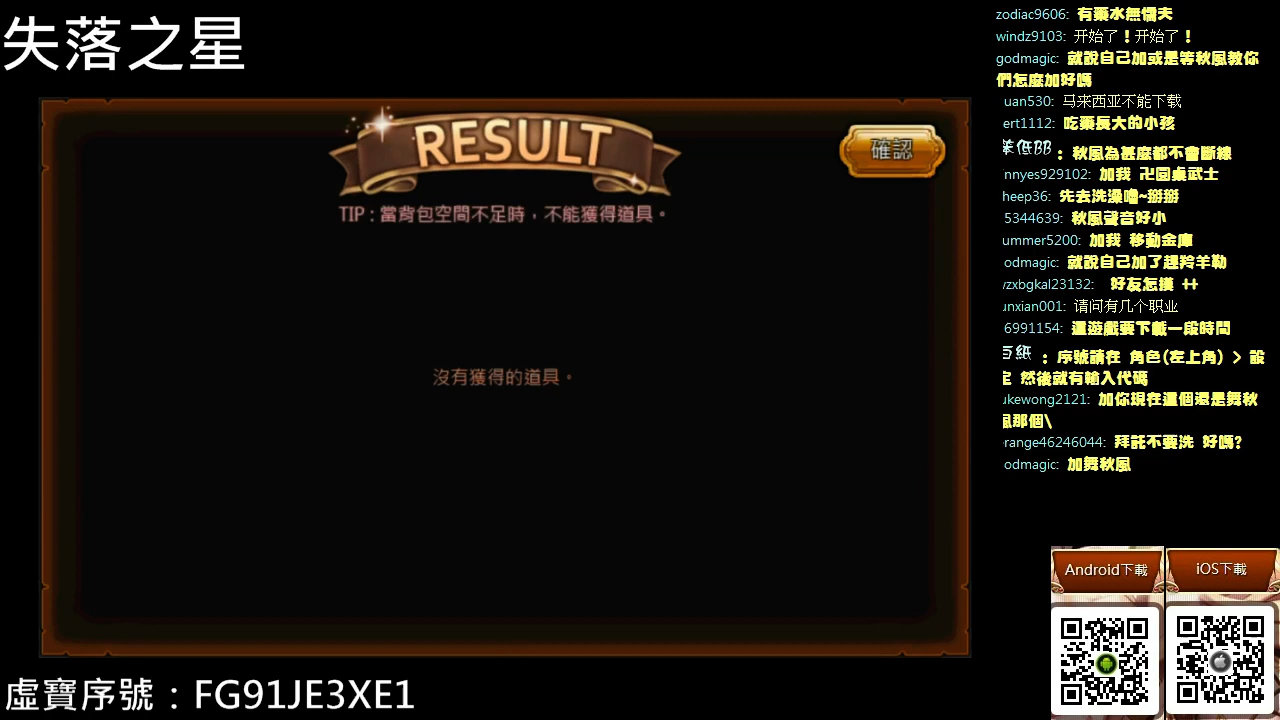 失落之星
RESULT
確認
TIP : 當背包空間不足時，不能獲得道具。
沒有獲得的道具。
虛寶序號：FG91JE3XE1
zodiac9606: 有藥水無懦夫
windz9103: 开始了！开始了！
godmagic: 就說自己加或是等秋風教你
們怎麼加好嗎
uan530: 马来西亚不能下载
ert1112: 吃藥長大的小孩
：秋風為甚麼都不會斷線
nnyes929102: 加我 卍圓桌武士
heep36: 先去洗澡嚕~掰掰
5344639: 秋風聲音好小
ummer5200: 加我 移動金庫
odmagic: 就說自己加了趕羚羊勒
zxbgkal23132: 好友怎摸 ++
unxian001: 请问有几个职业
6991154: 這遊戲要下載一段時間
：序號請在 角色(左上角) > 設
定 然後就有輸入代碼
ukewong2121: 加你現在這個還是舞秋
風那個\
range46246044: 拜託不要洗 好嗎?
odmagic: 加舞秋風
Android下載
iOS下載